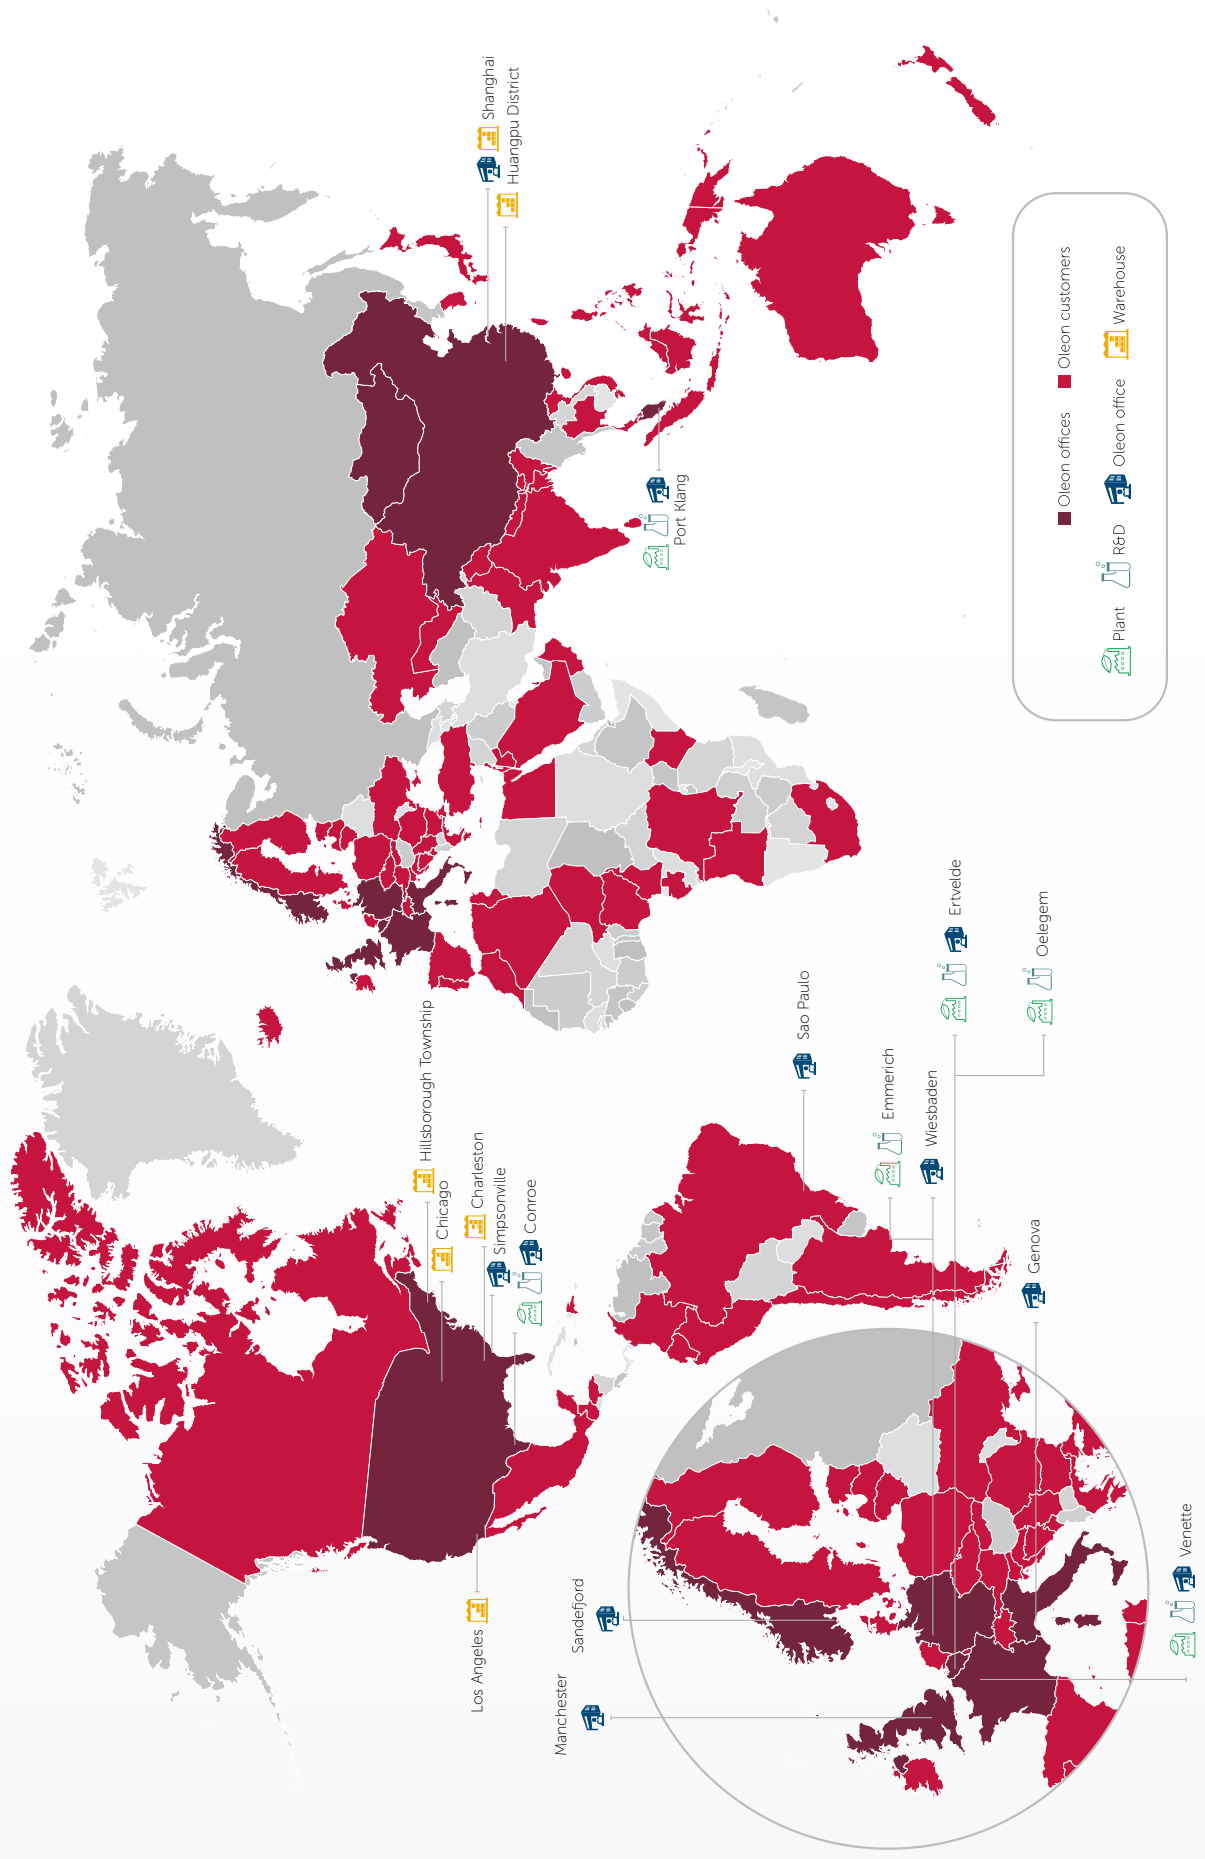 Sandefjord
Manchester
Los Angeles
Hillsborough Township
Chicago
Charleston
Simpsonville
Conroe
Sao Paulo
Emmerich
Wiesbaden
Genova
Ertvelde
Oelegem
Venette
Shanghai
Huangpu District
Port Klang
Oleon offices
Oleon customers
Plant
R&D
Oleon office
Warehouse